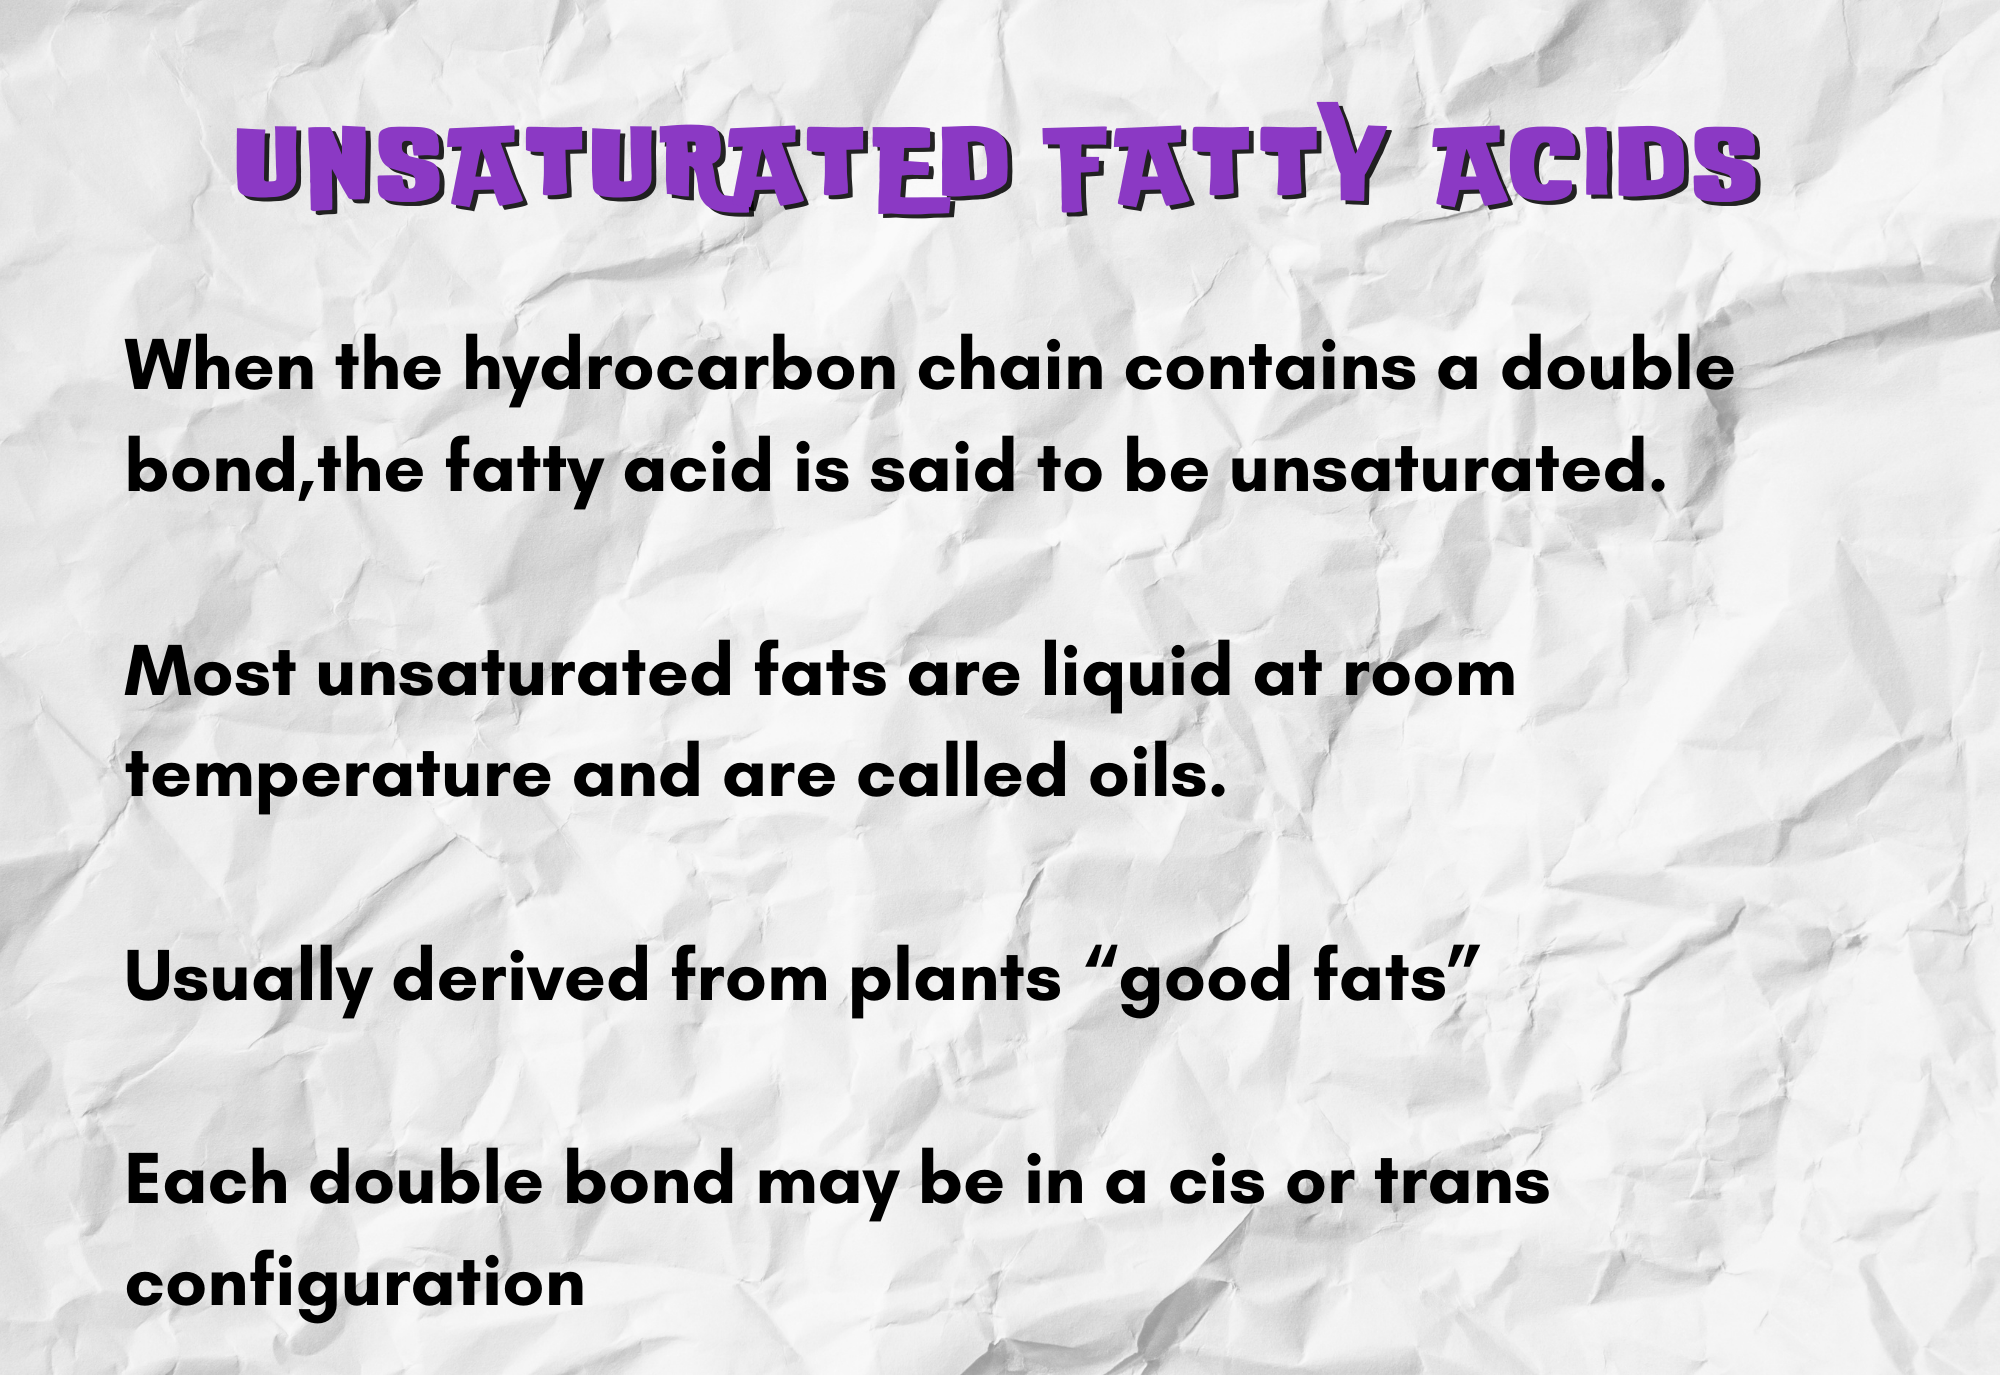 UNSATURATED FATTY ACIDS
When the hydrocarbon chain contains a double
bond,the fatty acid is said to be unsaturated.
Most unsaturated fats are liquid at room
temperature and are called oils.
Usually derived from plants “good fats”
Each double bond may be in a cis or trans
configuration